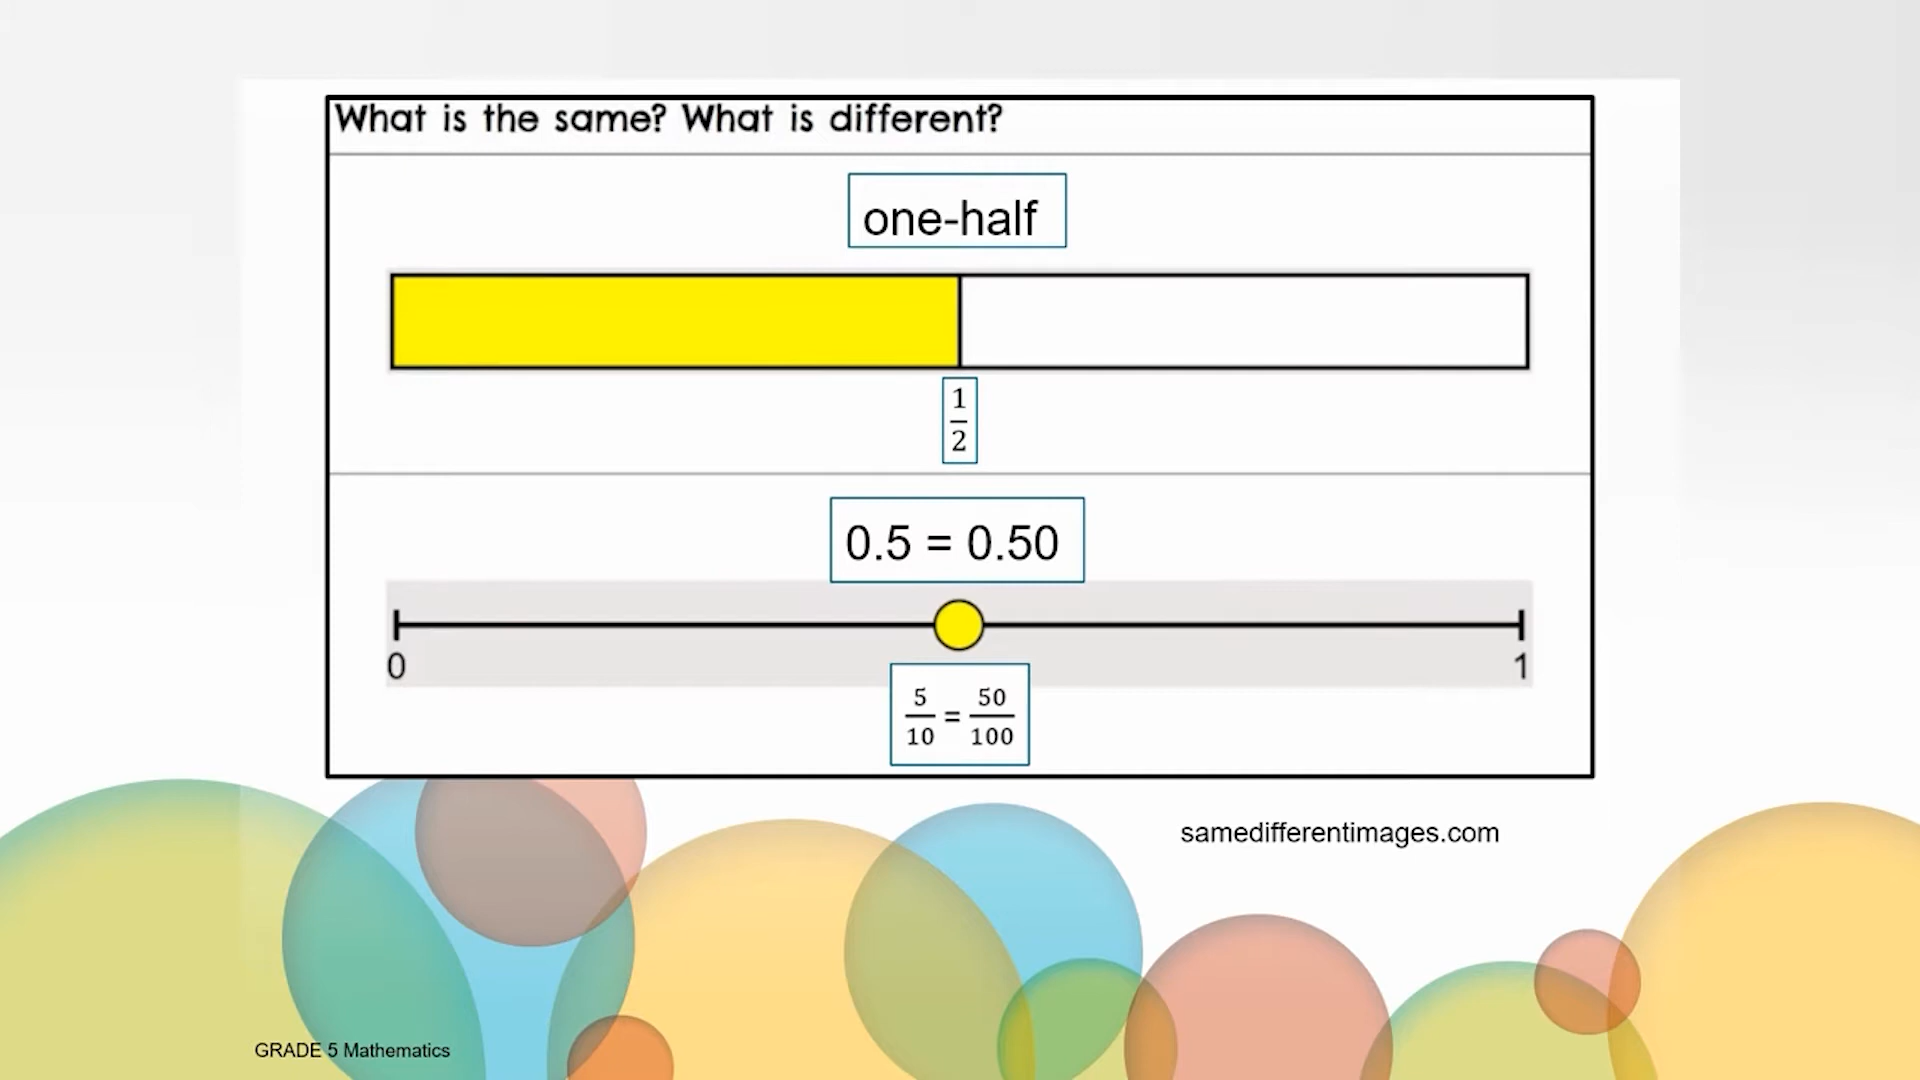 What is the same? What is different?
one-half
1/2
0.5 = 0.50
0 1
5/10 = 50/100
samedifferentimages.com
GRADE 5 Mathematics